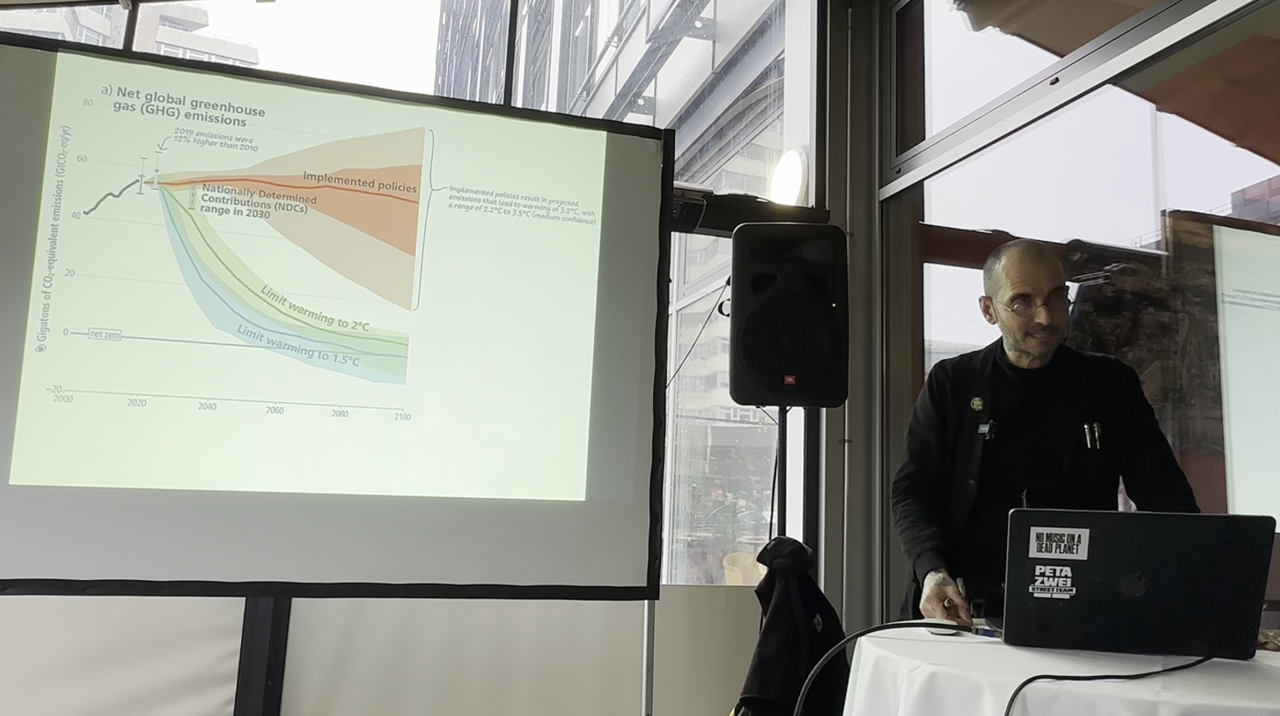 a) Net global greenhouse
gas (GHG) emissions
80
60
40
20
0
−20
Gigatons of CO₂-equivalent emissions (GtCO₂-eq/yr)
2019 emissions were
12% higher than 2010
Implemented policies
Nationally Determined
Contributions (NDCs)
range in 2030
Implemented policies result in projected
emissions that lead to warming of 3.2°C, with
a range of 2.2°C to 3.5°C (medium confidence)
Limit warming to 2°C
Limit warming to 1.5°C
net zero
2000
2020
2040
2060
2080
2100
JBL
NO MUSIC ON A
DEAD PLANET
PETA
ZWEI
STREET TEAM